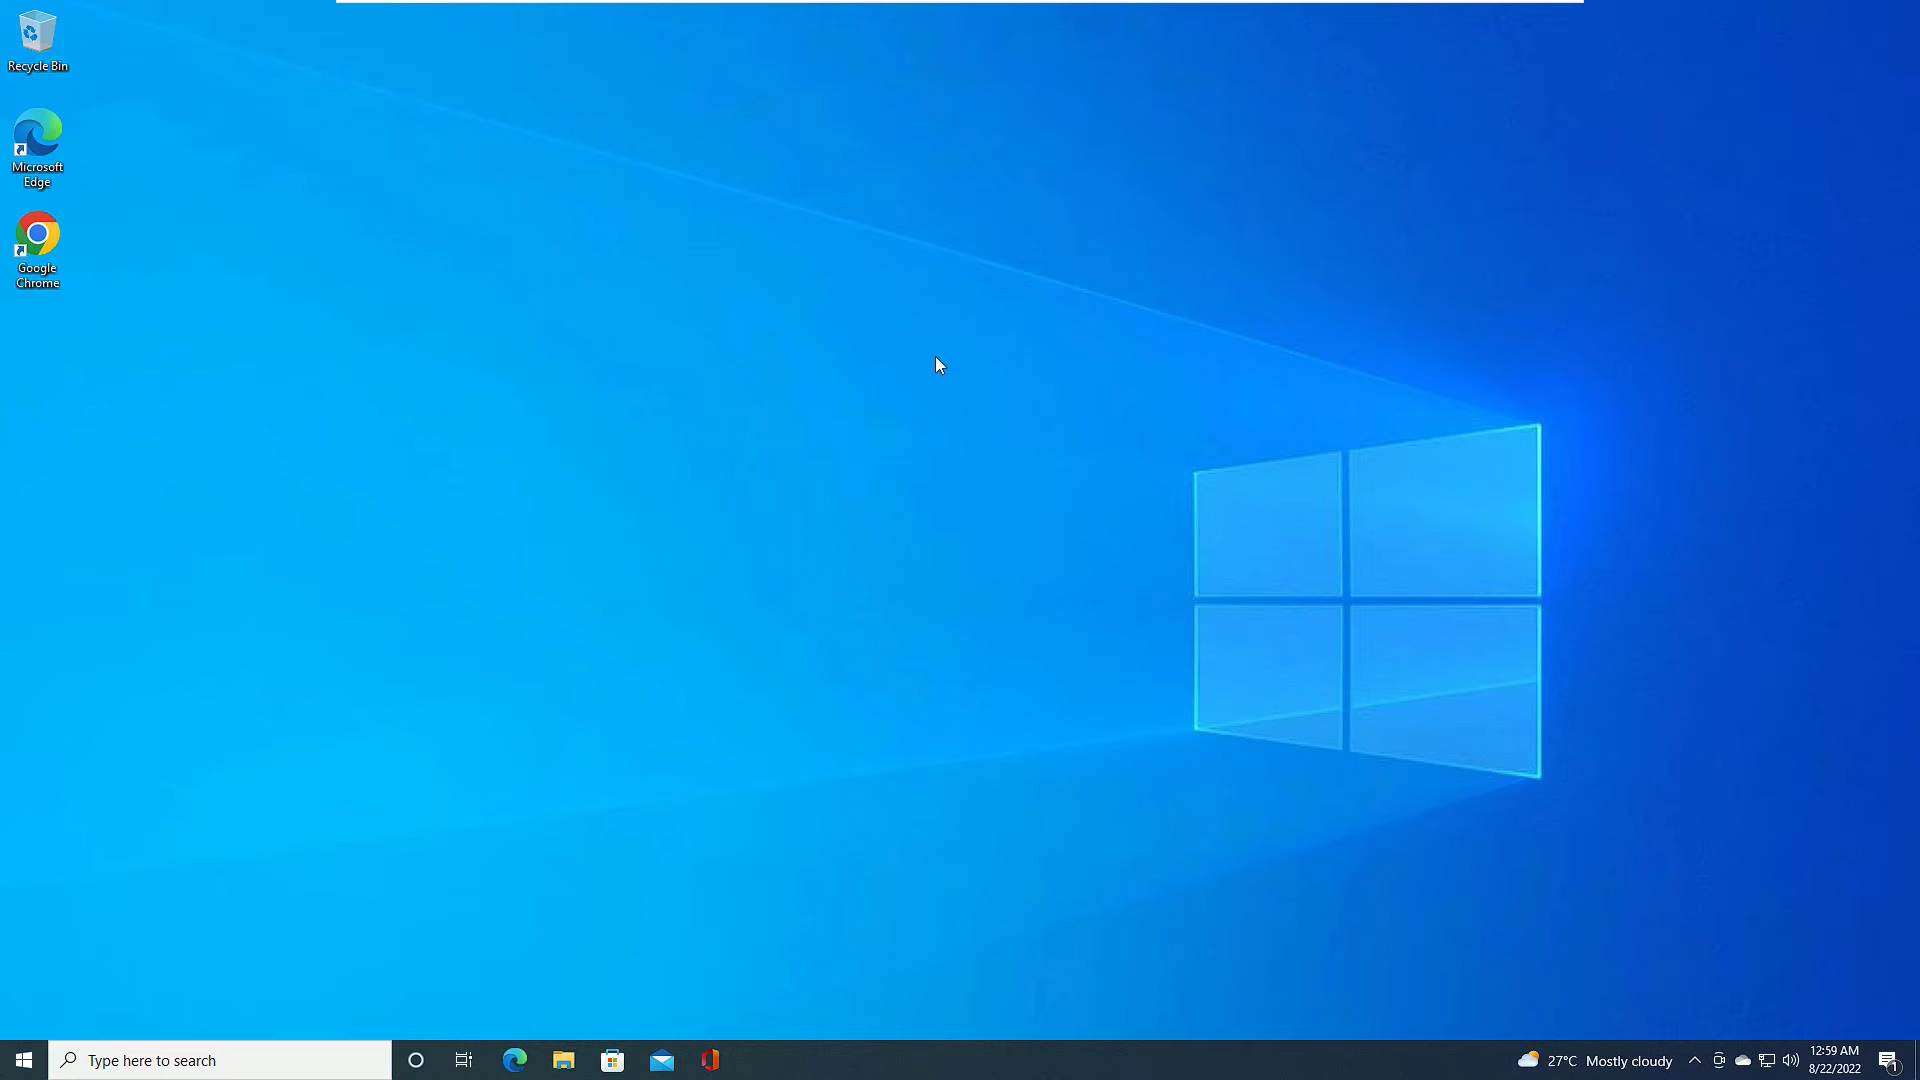 Recycle Bin
Microsoft
Edge
Google
Chrome
Type here to search
27°C Mostly cloudy
12:59 AM
8/22/2022
1